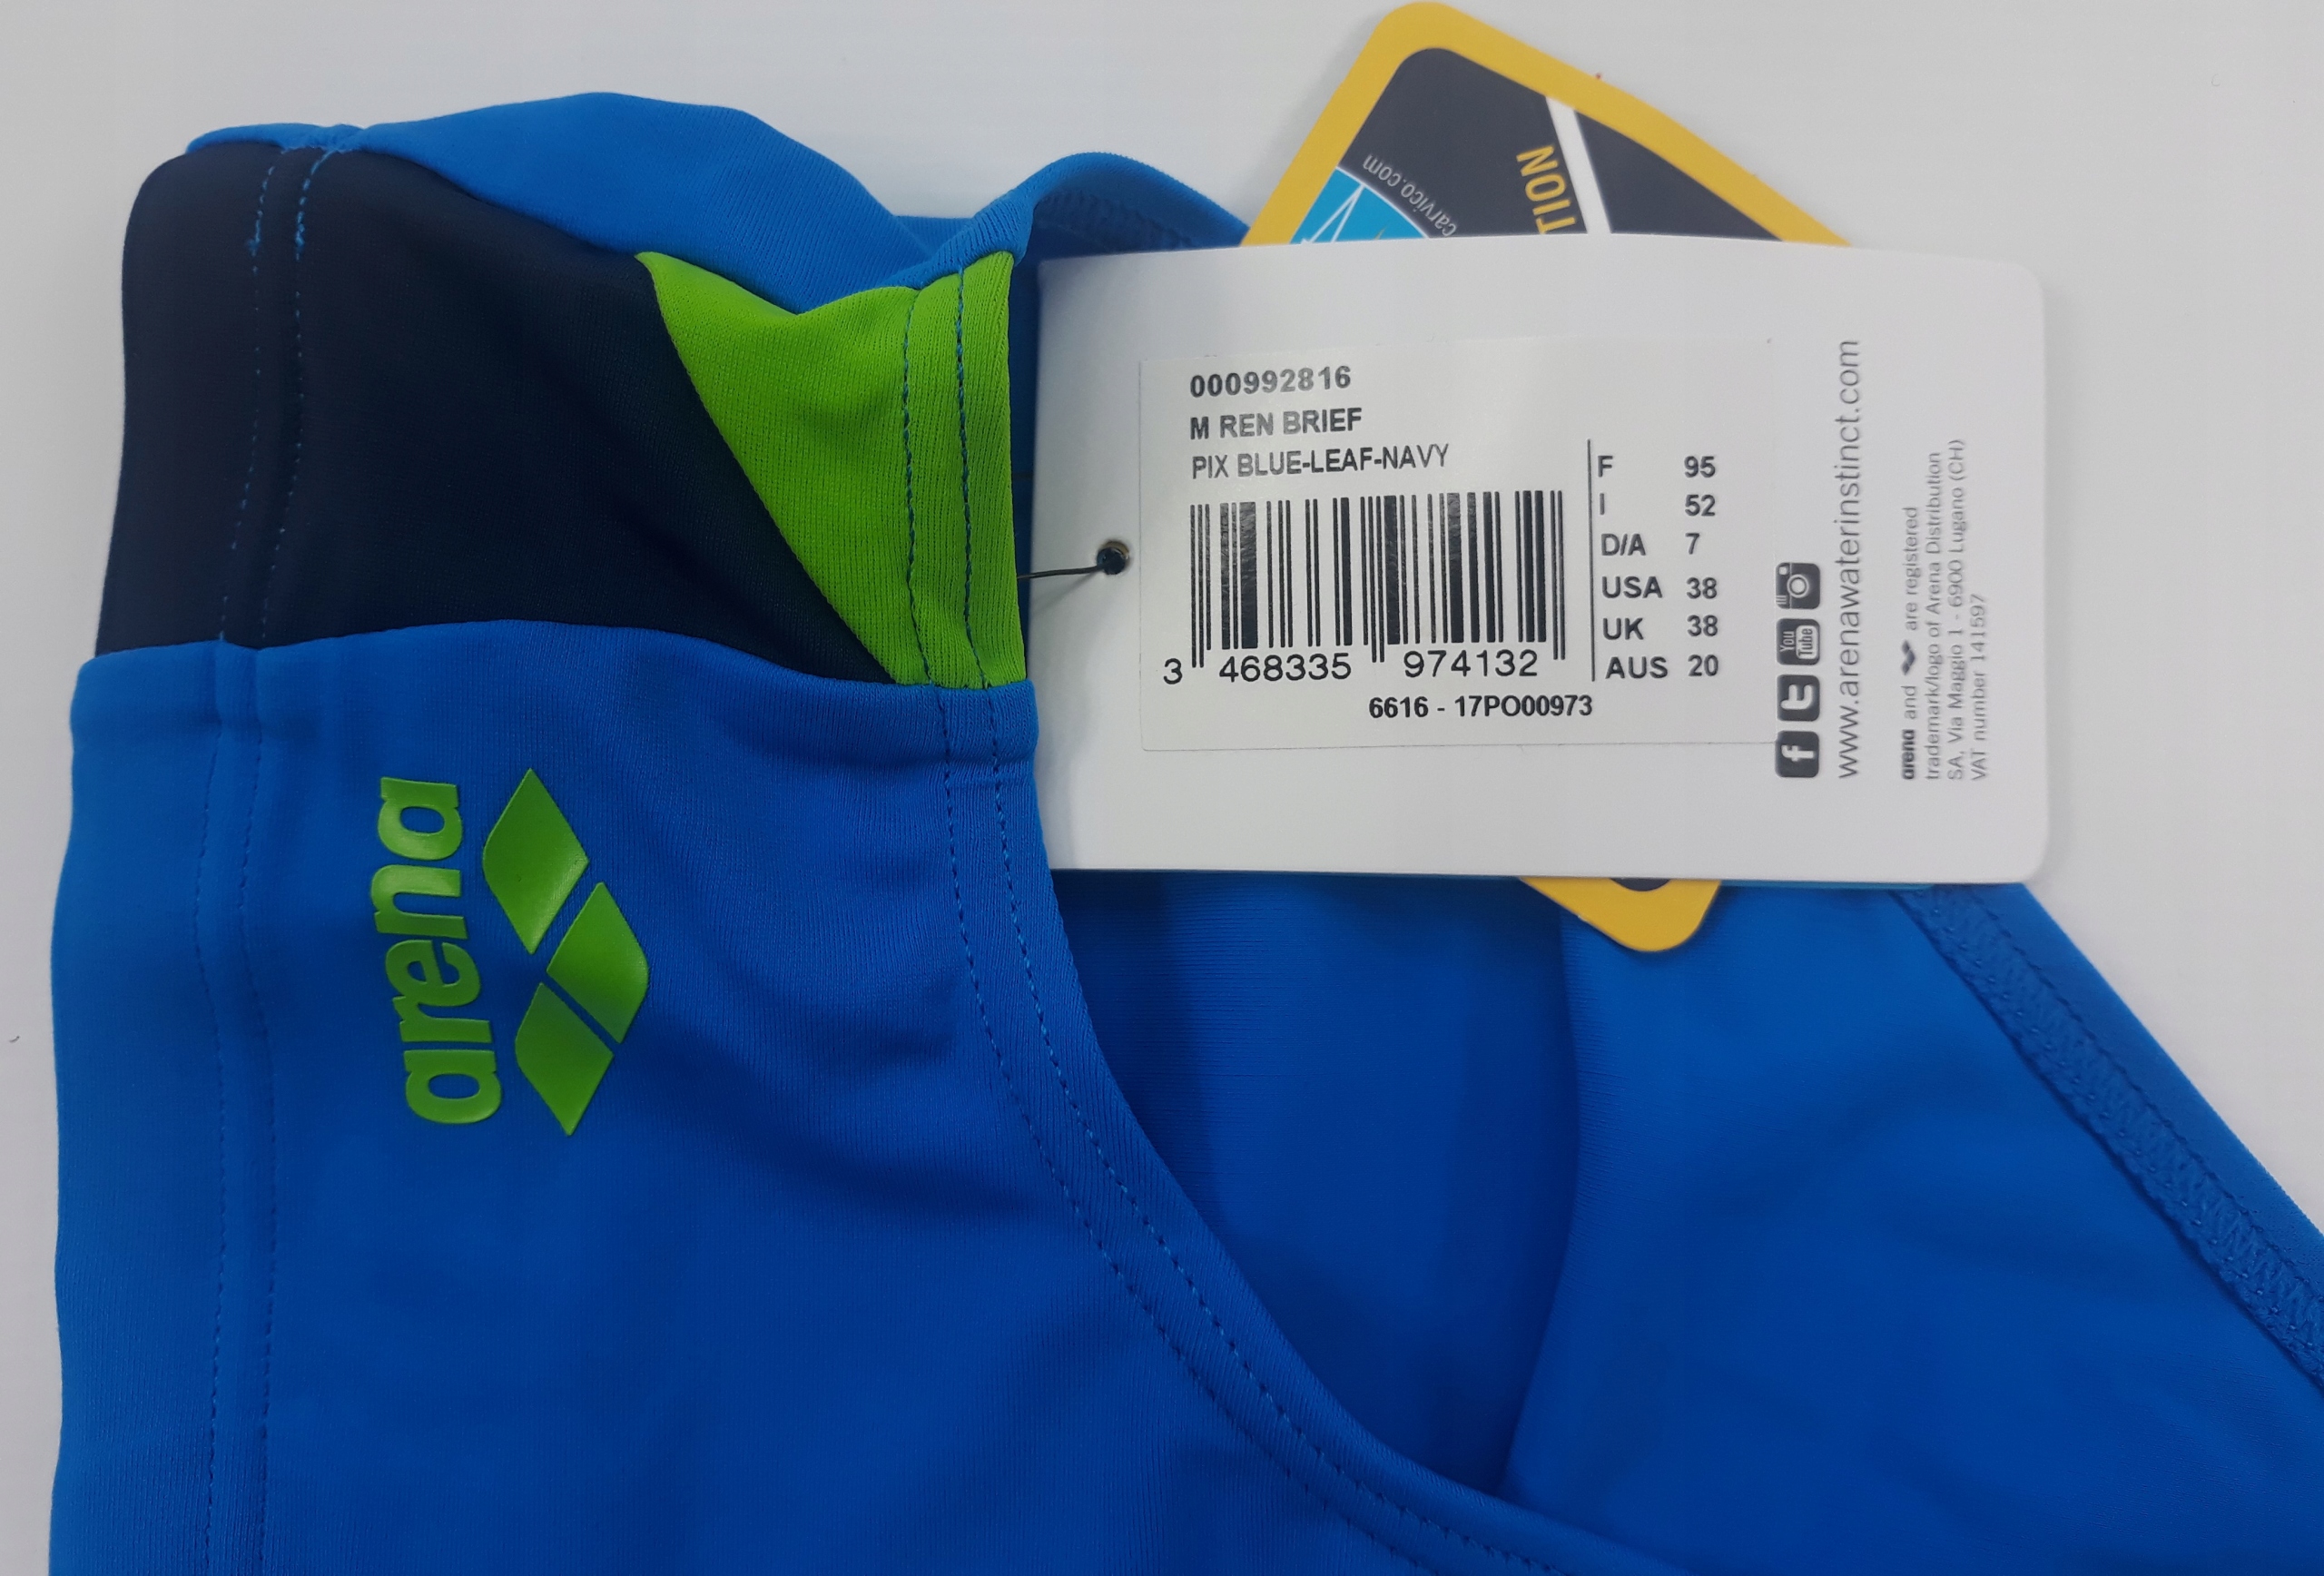 carvico.com
TION
000992816
M REN BRIEF
PIX BLUE-LEAF-NAVY
F 95
I 52
D/A 7
USA 38
UK 38
AUS 20
3 468335 974132
6616 - 17PO00973
You Tube
www.arenawaterinstinct.com
arena and are registered
trademark/logo of Arena Distribution
SA, Via Maggio 1 - 6900 Lugano (CH)
VAT number 141597
arena